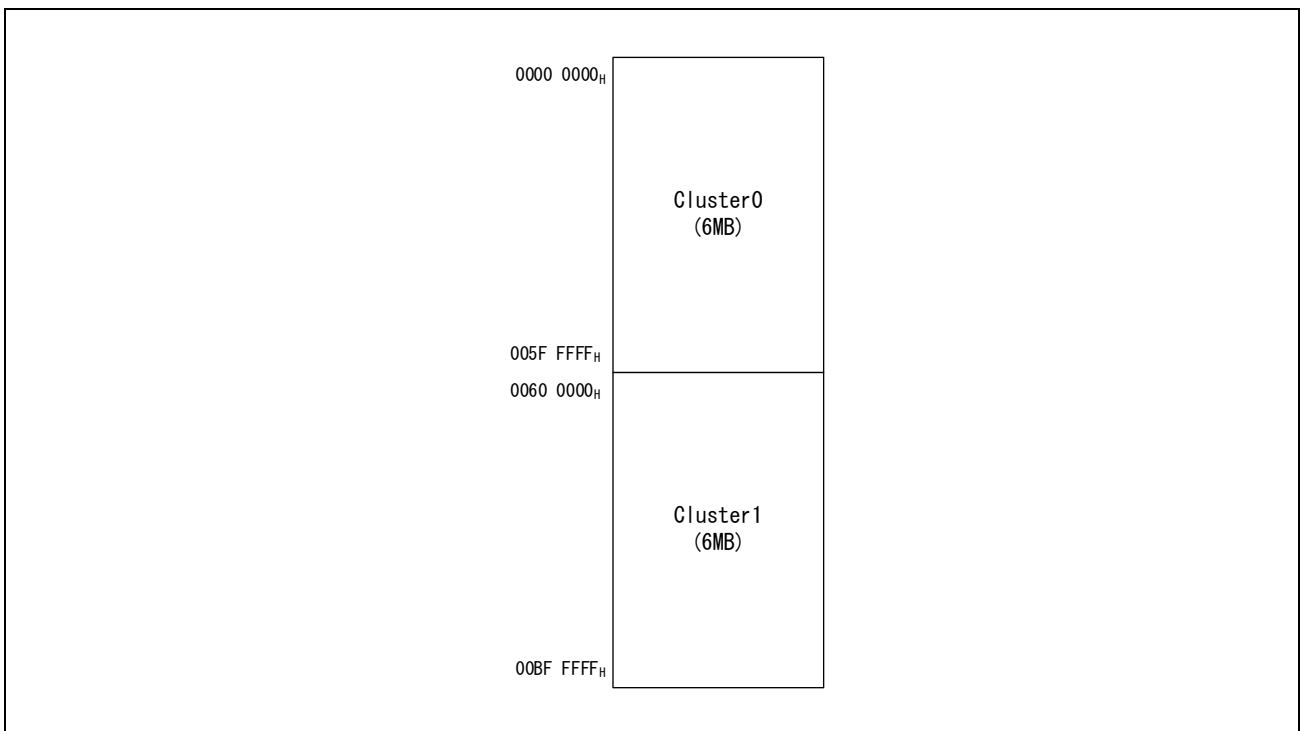 0000 0000H
Cluster0
(6MB)
005F FFFFH
0060 0000H
Cluster1
(6MB)
00BF FFFFH